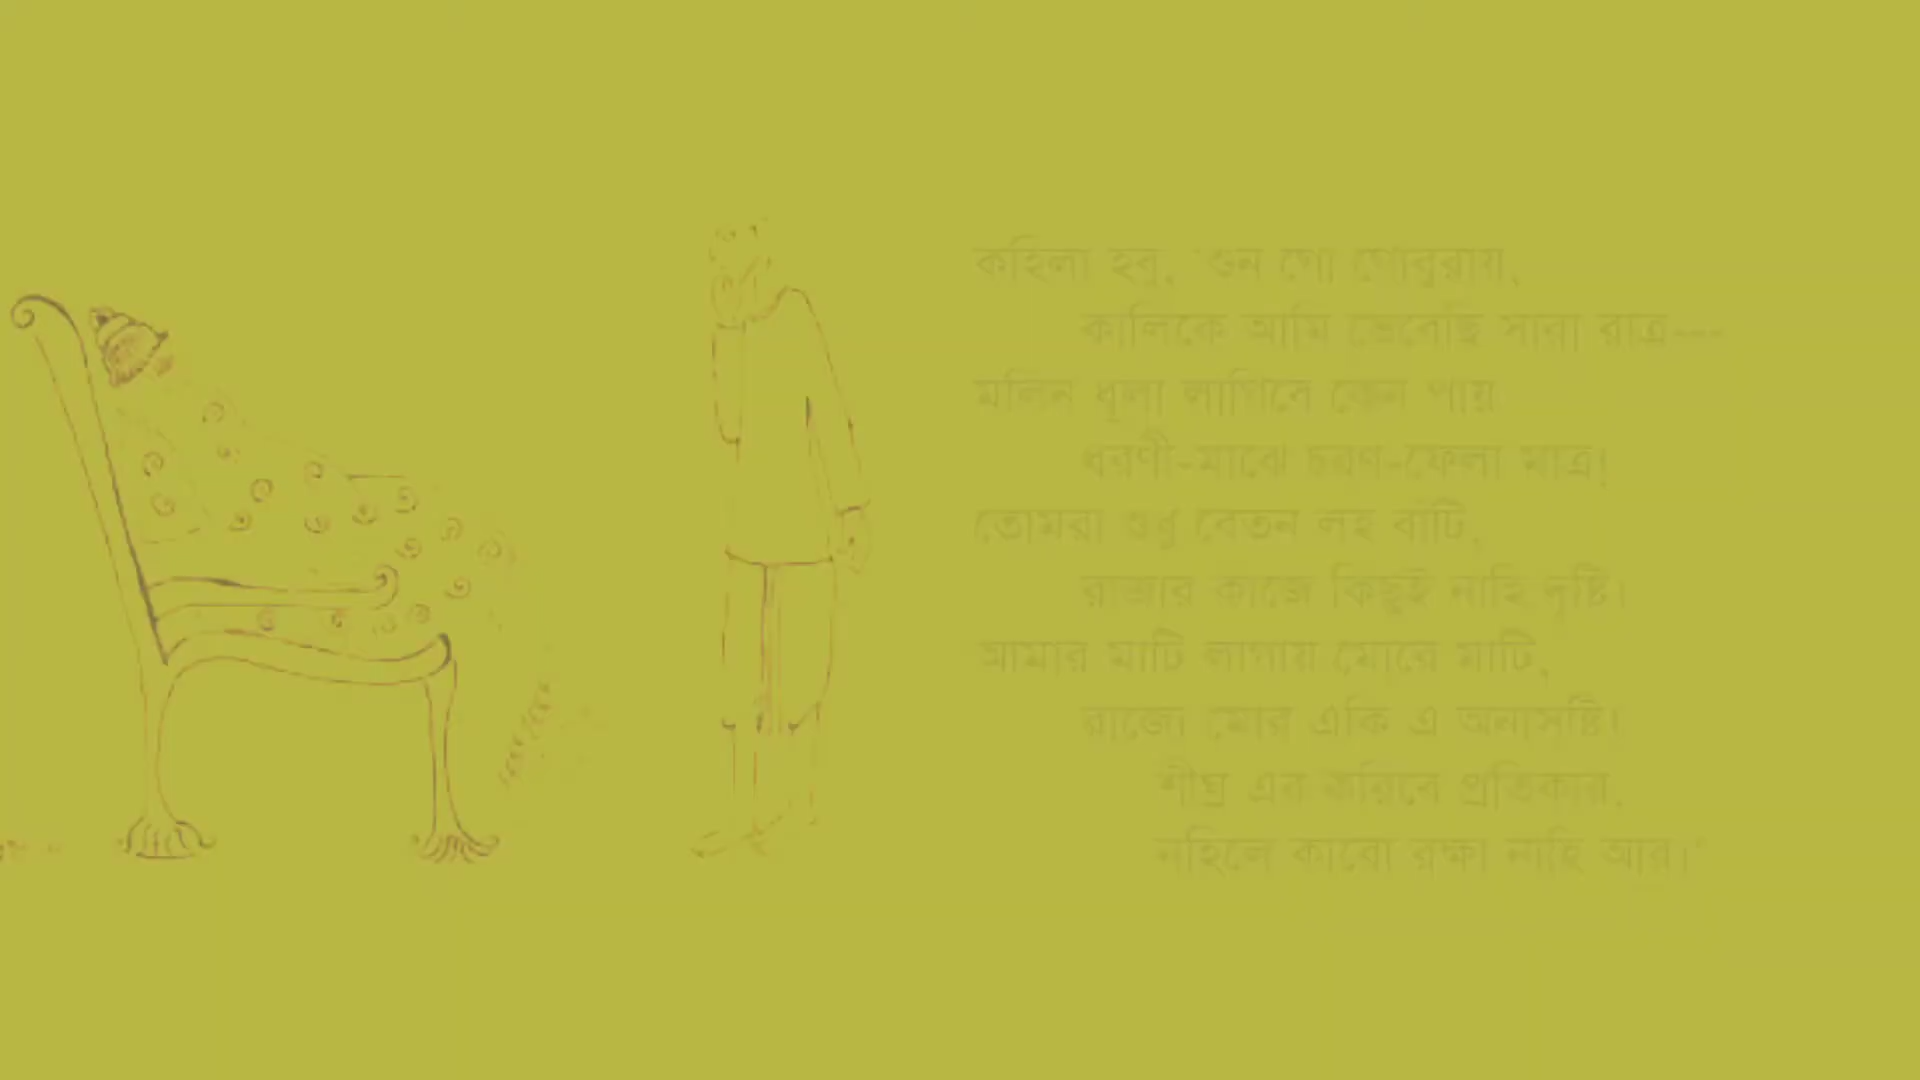 কহিলা হবু, 'শুন গো গোবুরায়,
কালিকে আমি ভেবেছি সারা রাত্র---
মলিন ধূলা লাগিবে কেন পায়
ধরণী-মাঝে চরণ-ফেলা মাত্র!
তোমরা শুধু বেতন লহ বাঁটি,
রাজার কাজে কিছুই নাহি দৃষ্টি।
আমার মাটি লাগায় মোরে মাটি,
রাজ্যে মোর একি এ অনাসৃষ্টি!
শীঘ্র এর করিবে প্রতিকার,
নহিলে কারো রক্ষা নাহি আর।'